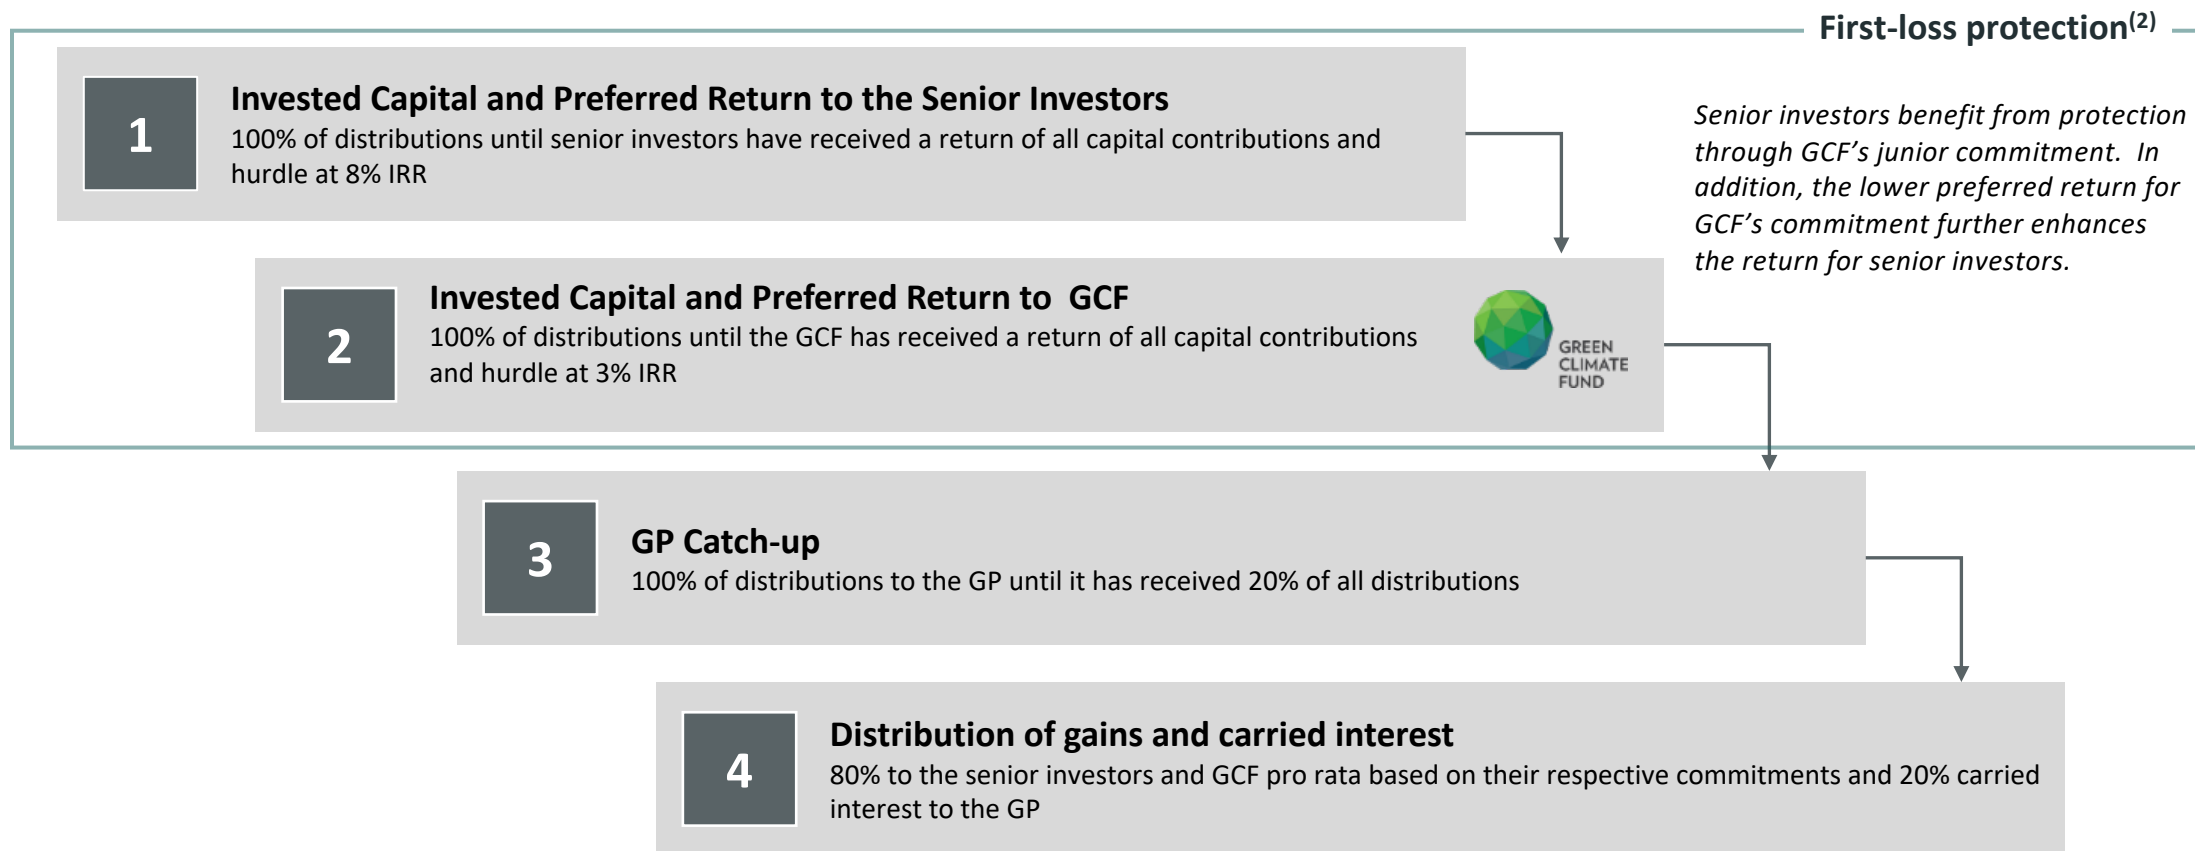 First-loss protection(2)
1
Invested Capital and Preferred Return to the Senior Investors
100% of distributions until senior investors have received a return of all capital contributions and
hurdle at 8% IRR
Senior investors benefit from protection
through GCF’s junior commitment.  In
addition, the lower preferred return for
GCF’s commitment further enhances
the return for senior investors.
2
Invested Capital and Preferred Return to  GCF
100% of distributions until the GCF has received a return of all capital contributions
and hurdle at 3% IRR
GREEN
CLIMATE
FUND
3
GP Catch-up
100% of distributions to the GP until it has received 20% of all distributions
4
Distribution of gains and carried interest
80% to the senior investors and GCF pro rata based on their respective commitments and 20% carried
interest to the GP